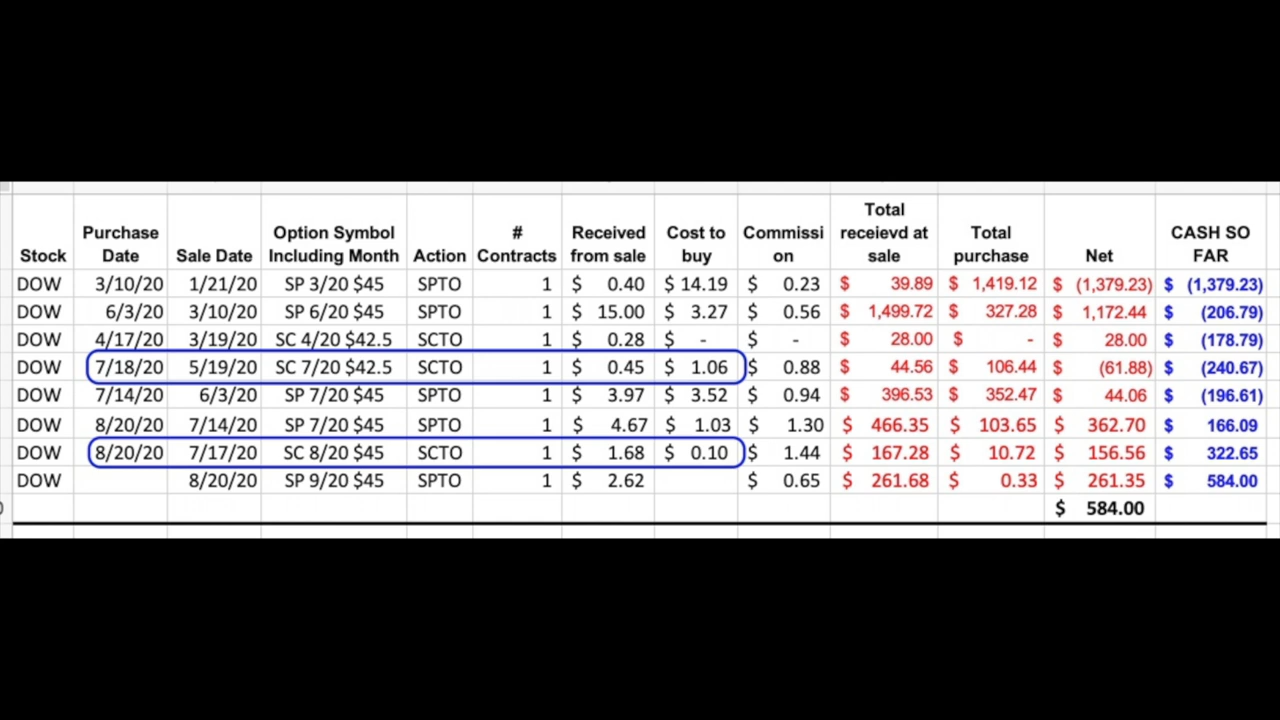 Stock Purchase Date Sale Date Option Symbol Including Month Action # Contracts Received from sale Cost to buy Commissi on Total receievd at sale Total purchase Net CASH SO FAR
DOW 3/10/20 1/21/20 SP 3/20 $45 SPTO 1 $ 0.40 $ 14.19 $ 0.23 $ 39.89 $ 1,419.12 $ (1,379.23) $ (1,379.23)
DOW 6/3/20 3/10/20 SP 6/20 $45 SPTO 1 $ 15.00 $ 3.27 $ 0.56 $ 1,499.72 $ 327.28 $ 1,172.44 $ (206.79)
DOW 4/17/20 3/19/20 SC 4/20 $42.5 SCTO 1 $ 0.28 $ - $ - $ 28.00 $ - $ 28.00 $ (178.79)
DOW 7/18/20 5/19/20 SC 7/20 $42.5 SCTO 1 $ 0.45 $ 1.06 $ 0.88 $ 44.56 $ 106.44 $ (61.88) $ (240.67)
DOW 7/14/20 6/3/20 SP 7/20 $45 SPTO 1 $ 3.97 $ 3.52 $ 0.94 $ 396.53 $ 352.47 $ 44.06 $ (196.61)
DOW 8/20/20 7/14/20 SP 7/20 $45 SPTO 1 $ 4.67 $ 1.03 $ 1.30 $ 466.35 $ 103.65 $ 362.70 $ 166.09
DOW 8/20/20 7/17/20 SC 8/20 $45 SCTO 1 $ 1.68 $ 0.10 $ 1.44 $ 167.28 $ 10.72 $ 156.56 $ 322.65
DOW 8/20/20 SP 9/20 $45 SPTO 1 $ 2.62 $ 0.65 $ 261.68 $ 0.33 $ 261.35 $ 584.00
$ 584.00